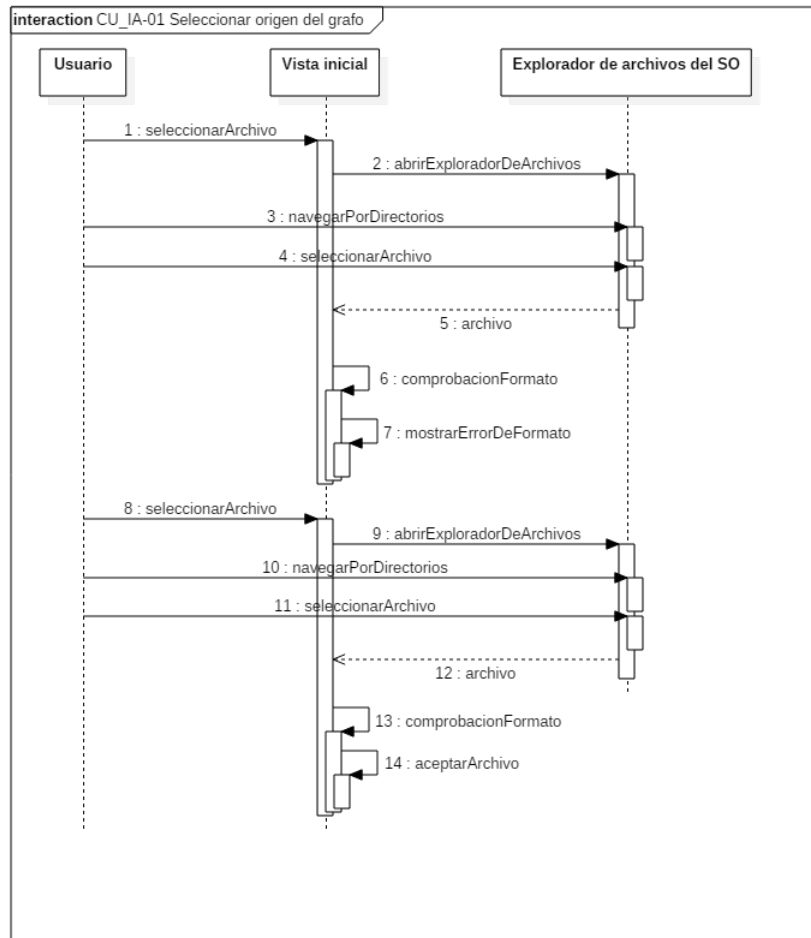 interaction CU_IA-01 Seleccionar origen del grafo
Usuario
Vista inicial
Explorador de archivos del SO
1 : seleccionarArchivo
2 : abrirExploradorDeArchivos
3 : navegarPorDirectorios
4 : seleccionarArchivo
5 : archivo
6 : comprobacionFormato
7 : mostrarErrorDeFormato
8 : seleccionarArchivo
9 : abrirExploradorDeArchivos
10 : navegarPorDirectorios
11 : seleccionarArchivo
12 : archivo
13 : comprobacionFormato
14 : aceptarArchivo